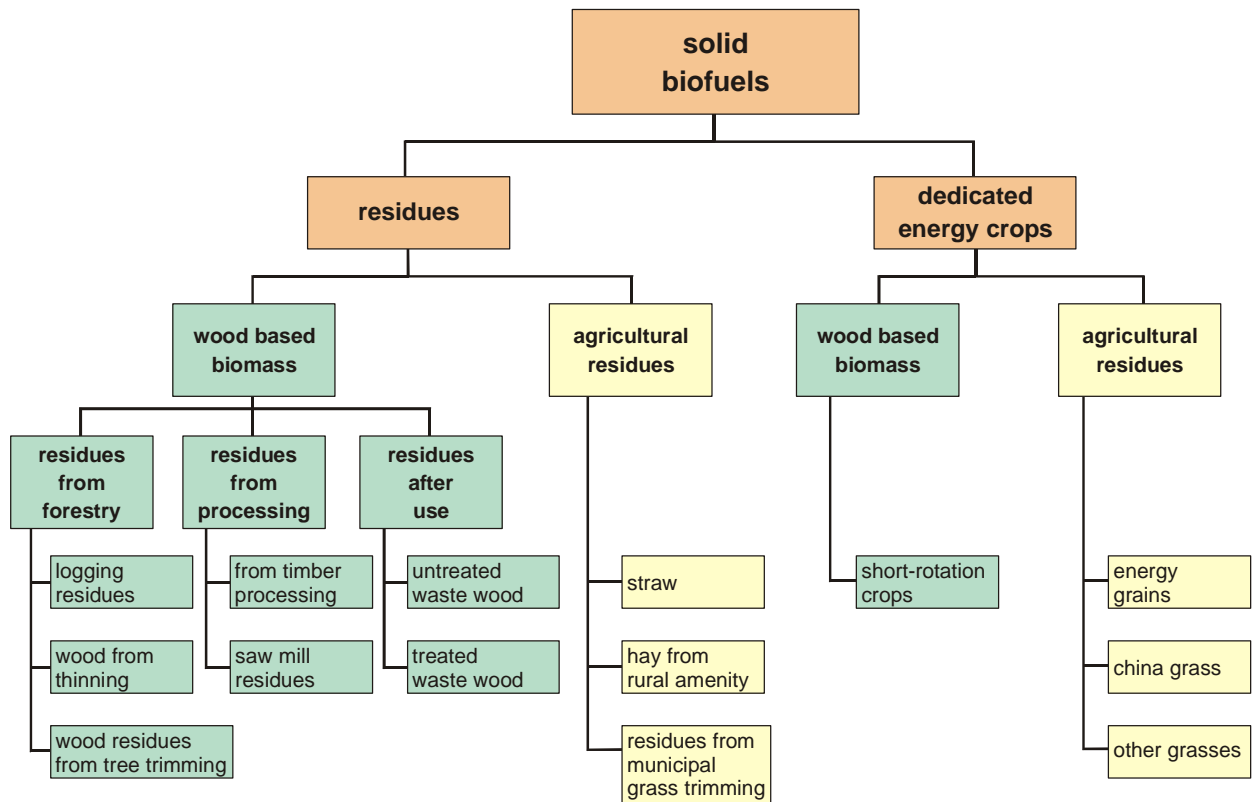 solid
biofuels
residues
dedicated
energy crops
wood based
biomass
agricultural
residues
wood based
biomass
agricultural
residues
residues
from
forestry
residues
from
processing
residues
after
use
logging
residues
from timber
processing
untreated
waste wood
straw
short-rotation
crops
energy
grains
wood from
thinning
saw mill
residues
treated
waste wood
hay from
rural amenity
china grass
wood residues
from tree trimming
residues from
municipal
grass trimming
other grasses